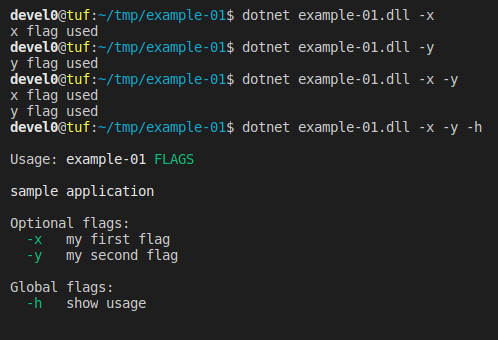 devel0@tuf:~/tmp/example-01$ dotnet example-01.dll -x
x flag used
devel0@tuf:~/tmp/example-01$ dotnet example-01.dll -y
y flag used
devel0@tuf:~/tmp/example-01$ dotnet example-01.dll -x -y
x flag used
y flag used
devel0@tuf:~/tmp/example-01$ dotnet example-01.dll -x -y -h
Usage: example-01 FLAGS
sample application
Optional flags:
-x my first flag
-y my second flag
Global flags:
-h show usage